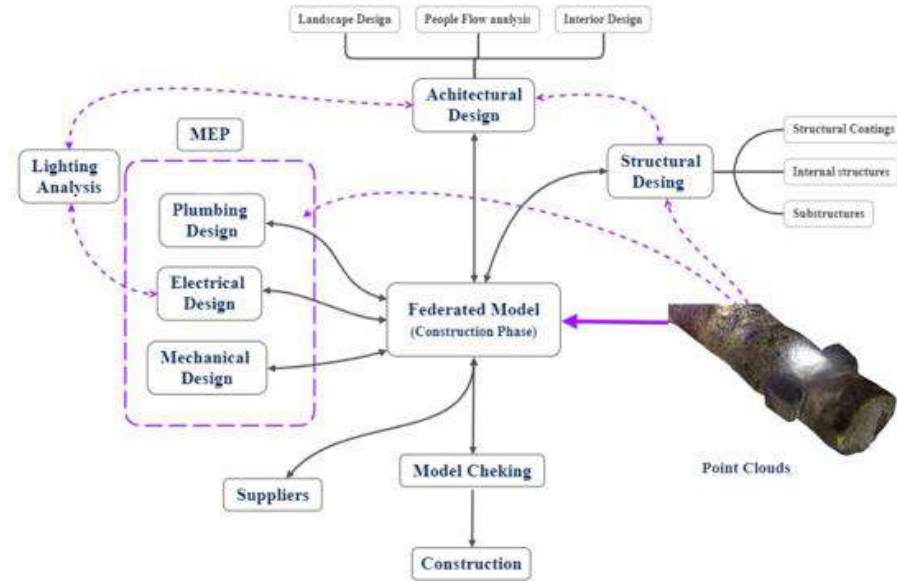 Landscape Design
People Flow analysis
Interior Design
Achitectural
Design
MEP
Lighting
Analysis
Structural
Desing
Structural Coatings
Internal structures
Substructures
Plumbing
Design
Electrical
Design
Mechanical
Design
Federated Model
(Construction Phase)
Point Clouds
Suppliers
Model Cheking
Construction